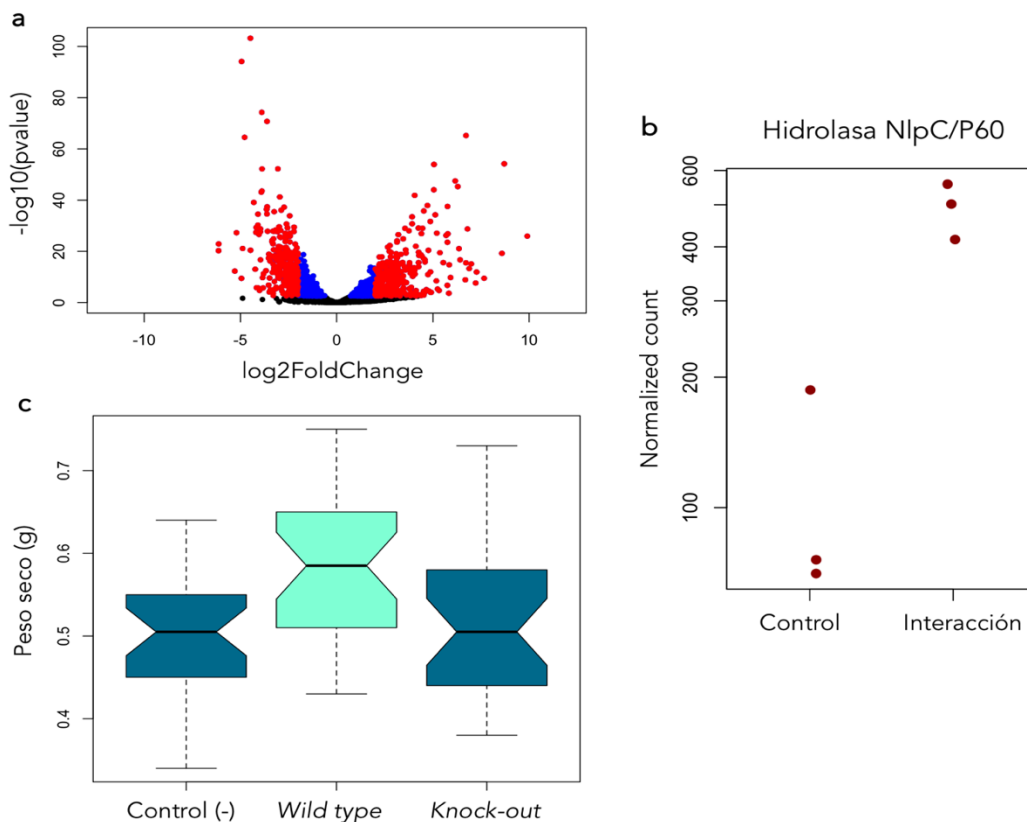 a
-log10(pvalue)
100
80
60
40
20
0
-10
-5
0
5
10
log2FoldChange
b
Hidrolasa NlpC/P60
Normalized count
600
400
300
200
100
Control
Interacción
c
Peso seco (g)
0.7
0.6
0.5
0.4
Control (-)
Wild type
Knock-out